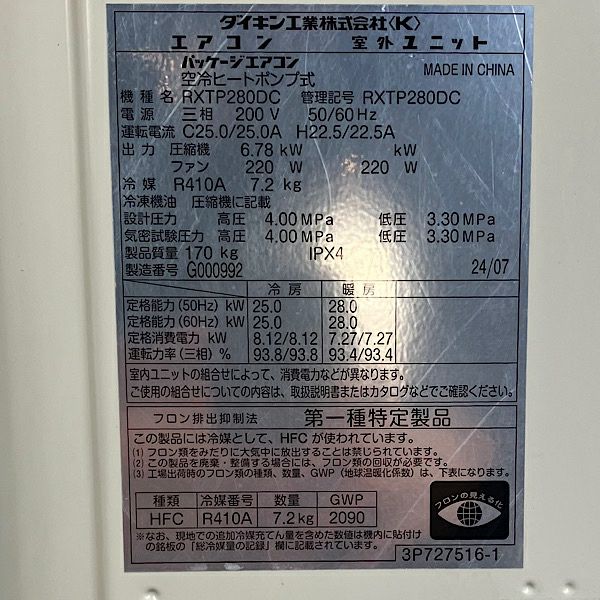 ダイキン工業株式会社〈K〉
エアコン 室外ユニット
パッケージエアコン
空冷ヒートポンプ式 MADE IN CHINA
機種名 RXTP280DC 管理記号 RXTP280DC
電源 三相 200 V 50/60 Hz
運転電流 C25.0/25.0A H22.5/22.5A
出力 圧縮機 6.78 kW kW
ファン 220 W 220 W
冷媒 R410A 7.2 kg
冷凍機油 圧縮機に記載
設計圧力 高圧 4.00 MPa 低圧 3.30 MPa
気密試験圧力 高圧 4.00 MPa 低圧 3.30 MPa
製品質量 170 kg IPX4
製造番号 G000992 24/07
冷房 暖房
定格能力 (50Hz) kW 25.0 28.0
定格能力 (60Hz) kW 25.0 28.0
定格消費電力 kW 8.12/8.12 7.27/7.27
運転力率 (三相) % 93.8/93.8 93.4/93.4
室内ユニットの組合せによって、消費電力などが異なります。
ご使用の組合せについての内容は、取扱説明書またはカタログなどでご確認ください。
フロン排出抑制法 第一種特定製品
この製品には冷媒として、HFC が使われています。
(1) フロン類をみだりに大気中に放出することは禁じられています。
(2) この製品を廃棄・整備する場合には、フロン類の回収が必要です。
(3) 工場出荷時のフロン類の種類、数量、GWP (地球温暖化係数) は、下表になります。
種類 冷媒番号 数量 GWP
HFC R410A 7.2 kg 2090
フロンの見える化
※なお、現地での追加冷媒充てん量を含めた数量は、機内に貼付け
の銘板の「総冷媒量の記録」欄に記載されています。
3P727516-1